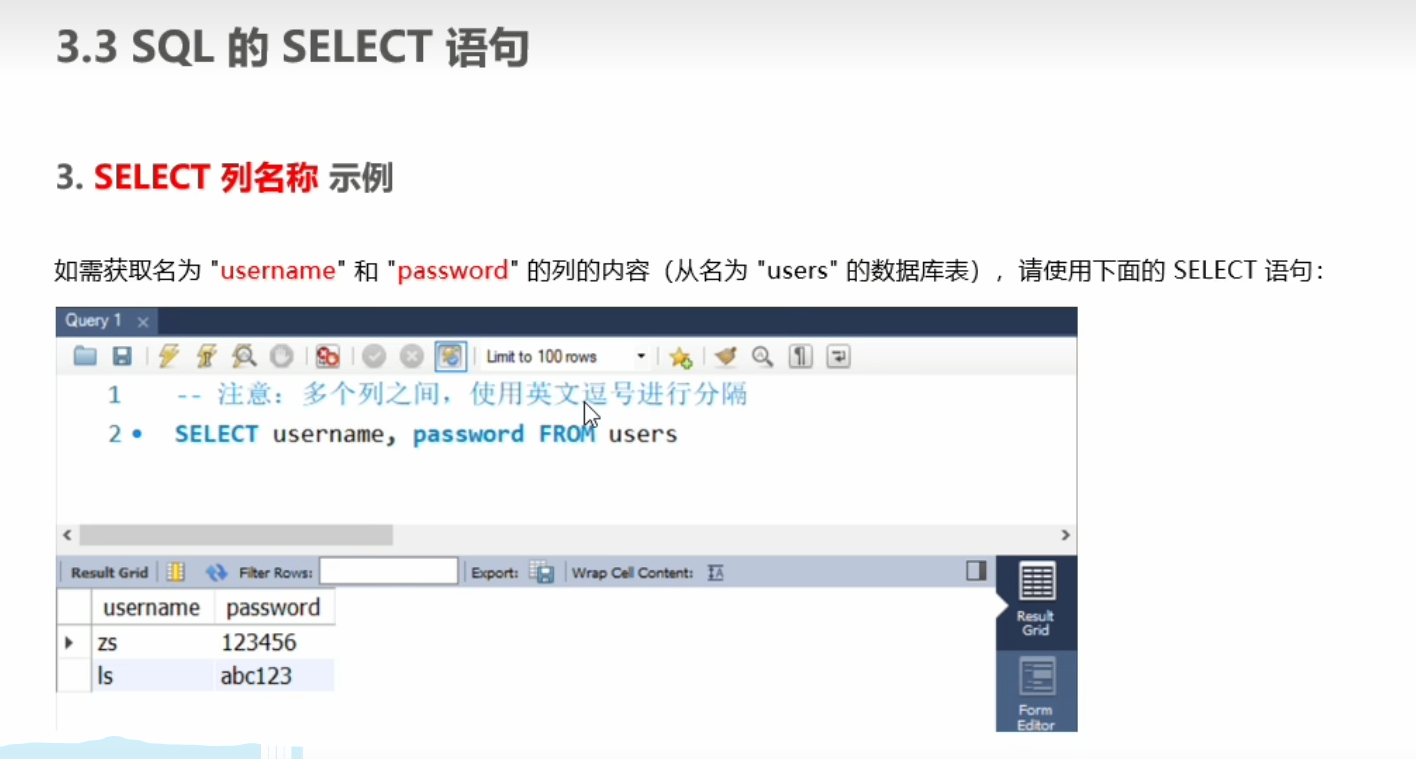 3.3 SQL 的 SELECT 语句
3. SELECT 列名称 示例
如需获取名为 "username" 和 "password" 的列的内容（从名为 "users" 的数据库表），请使用下面的 SELECT 语句：
Query 1
Limit to 100 rows
1 -- 注意：多个列之间，使用英文逗号进行分隔
2 SELECT username, password FROM users
Result Grid Filter Rows: Export: Wrap Cell Content:
username password
zs 123456
ls abc123
Result
Grid
Form
Editor